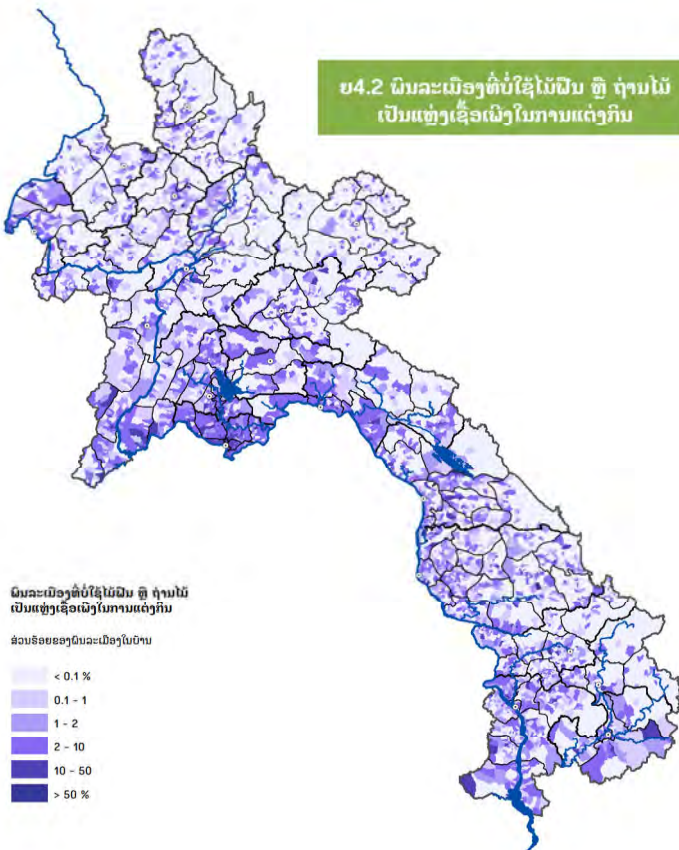 ຍ4.2 ພົນລະເມືອງທີ່ບໍ່ໃຊ້ໄມ້ຟືນ ຫຼື ຖ່ານໄມ້
ເປັນແຫຼ່ງເຊື້ອເພີງໃນການແຕ່ງກິນ
ພົນລະເມືອງທີ່ບໍ່ໃຊ້ໄມ້ຟືນ ຫຼື ຖ່ານໄມ້
ເປັນແຫຼ່ງເຊື້ອເພີງໃນການແຕ່ງກິນ
ສ່ວນຮ້ອຍຂອງພົນລະເມືອງໃນບ້ານ
< 0.1 %
0.1 - 1
1 - 2
2 - 10
10 - 50
> 50 %